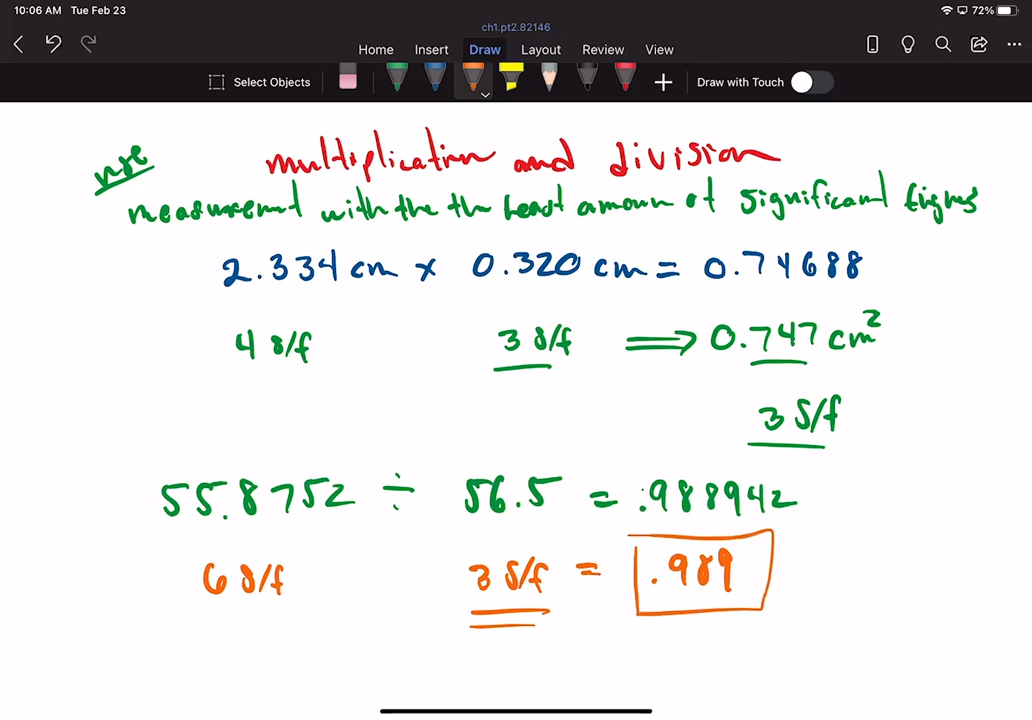 10:06 AM Tue Feb 23 72%
ch1.pt2.82146
Home Insert Draw Layout Review View
Select Objects Draw with Touch
use multiplication and division
measurement with the the least amount of significant figures
2.334 cm x 0.320 cm = 0.74688
4 s/f 3 s/f ⟹ 0.747 cm²
3 s/f
55.8752 ÷ 56.5 = .988942
6 s/f 3 s/f = .989